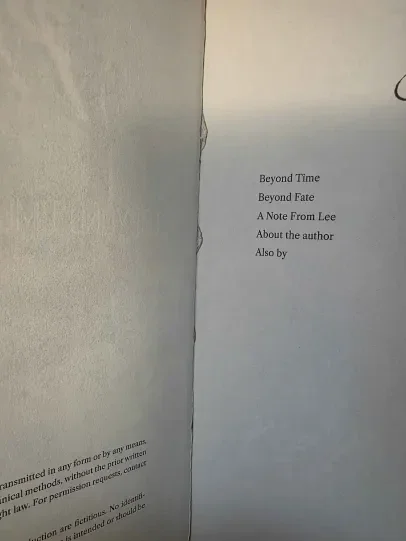 ransmitted in any form or by any means,
nical methods, without the prior written
ght law. For permission requests, contact
uction are fictitious. No identifi-
is intended or should be
Beyond Time
Beyond Fate
A Note From Lee
About the author
Also by